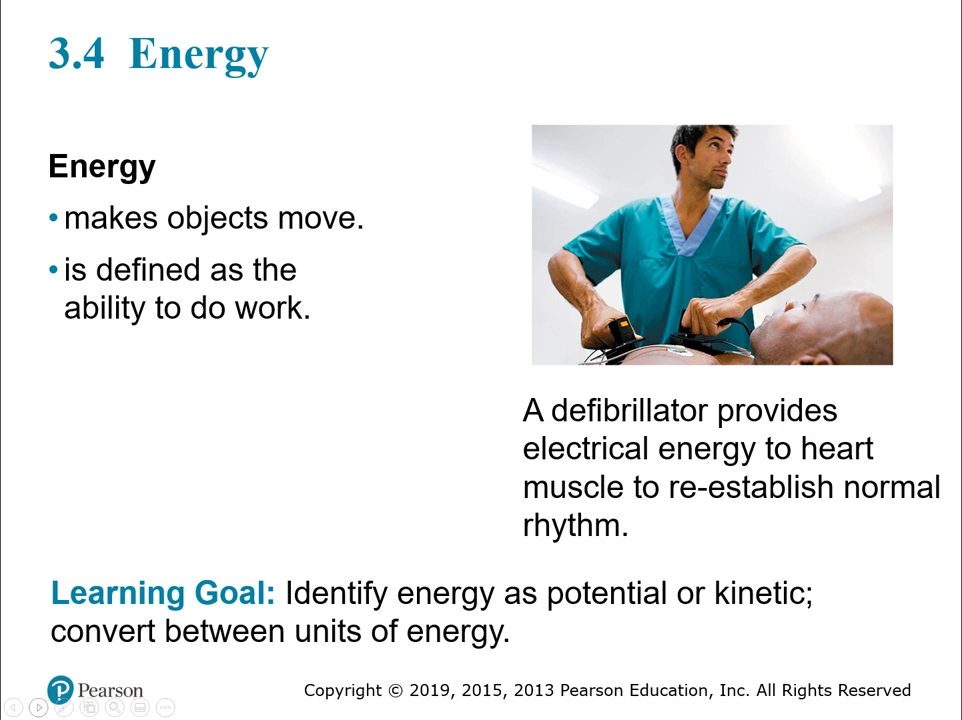 3.4 Energy
Energy
• makes objects move.
• is defined as the
ability to do work.
A defibrillator provides
electrical energy to heart
muscle to re-establish normal
rhythm.
Learning Goal: Identify energy as potential or kinetic;
convert between units of energy.
P Pearson
Copyright © 2019, 2015, 2013 Pearson Education, Inc. All Rights Reserved